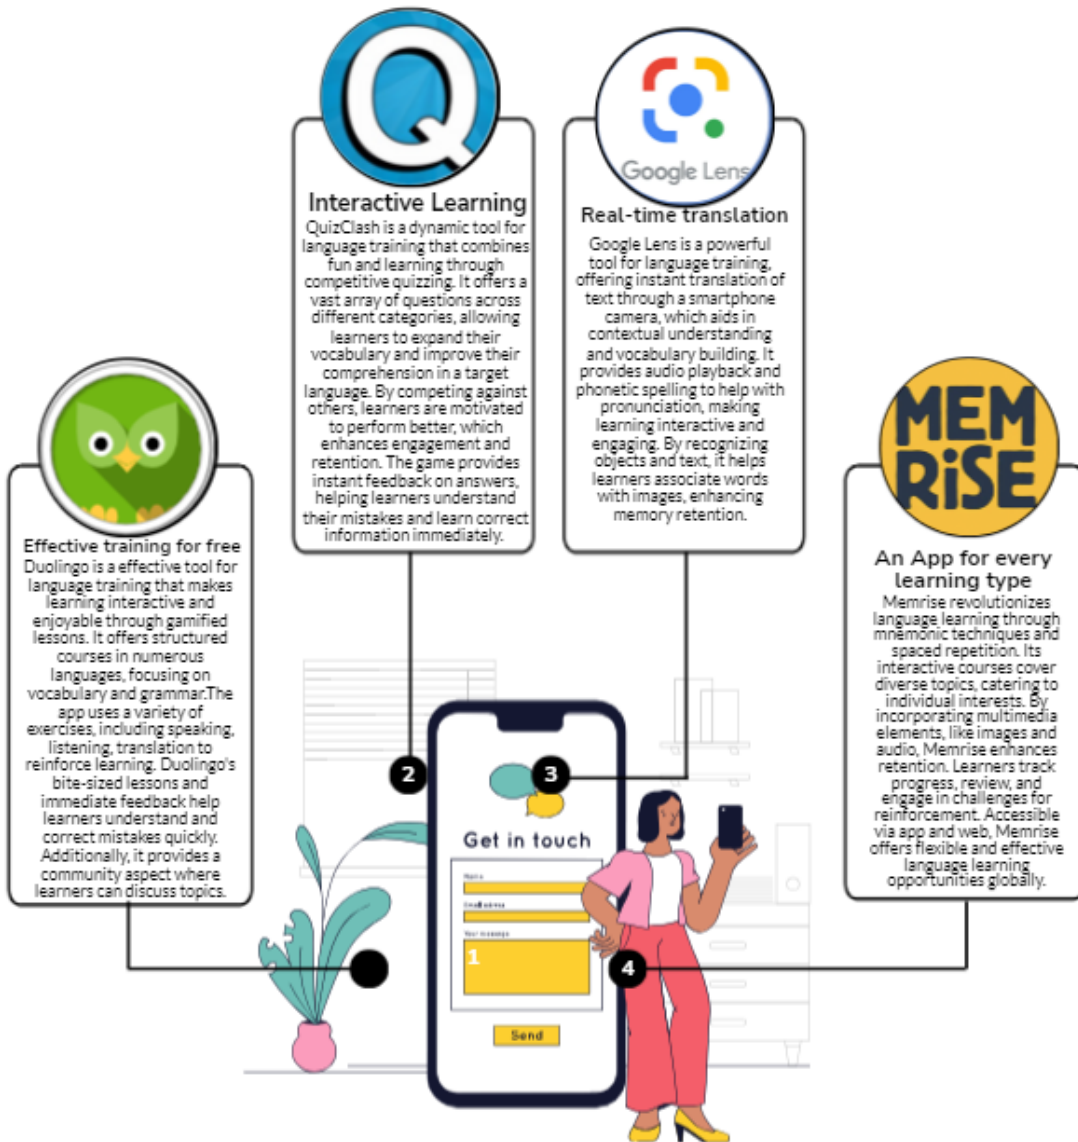 Q
Interactive Learning
QuizClash is a dynamic tool for
language training that combines
fun and learning through
competitive quizzing. It offers a
vast array of questions across
different categories, allowing
learners to expand their
vocabulary and improve their
comprehension in a target
language. By competing against
others, learners are motivated
to perform better, which
enhances engagement and
retention. The game provides
instant feedback on answers,
helping learners understand
their mistakes and learn correct
information immediately.
Google Lens
Real-time translation
Google Lens is a powerful
tool for language training,
offering instant translation of
text through a smartphone
camera, which aids in
contextual understanding
and vocabulary building. It
provides audio playback and
phonetic spelling to help with
pronunciation, making
learning interactive and
engaging. By recognizing
objects and text, it helps
learners associate words
with images, enhancing
memory retention.
Effective training for free
Duolingo is a effective tool for
language training that makes
learning interactive and
enjoyable through gamified
lessons. It offers structured
courses in numerous
languages, focusing on
vocabulary and grammar.The
app uses a variety of
exercises, including speaking,
listening, translation to
reinforce learning. Duolingo's
bite-sized lessons and
immediate feedback help
learners understand and
correct mistakes quickly.
Additionally, it provides a
community aspect where
learners can discuss topics.
MEM
RiSE
An App for every
learning type
Memrise revolutionizes
language learning through
mnemonic techniques and
spaced repetition. Its
interactive courses cover
diverse topics, catering to
individual interests. By
incorporating multimedia
elements, like images and
audio, Memrise enhances
retention. Learners track
progress, review, and
engage in challenges for
reinforcement. Accessible
via app and web, Memrise
offers flexible and effective
language learning
opportunities globally.
2
3
Get in touch
Name
Your message
1
4
Send